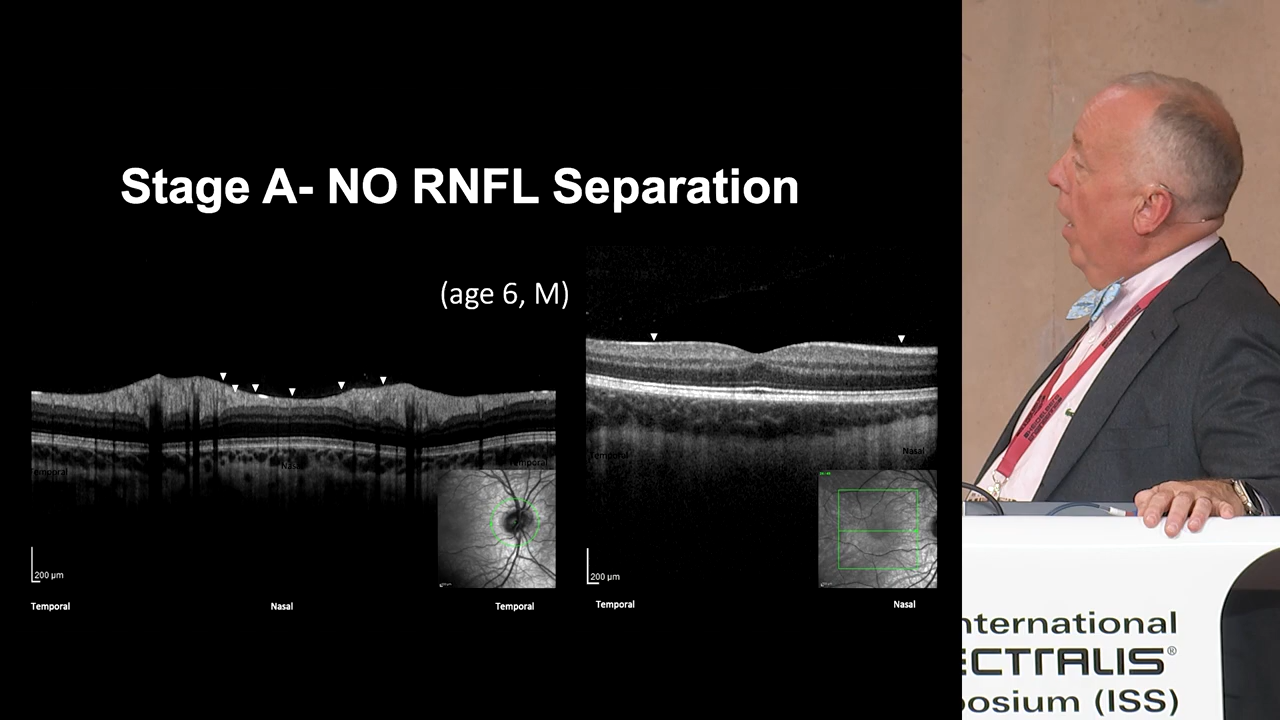 Stage A- NO RNFL Separation
(age 6, M)
Temporal
Nasal
Temporal
Temporal
Nasal
200 µm
200 µm
Temporal
Nasal
Temporal
Temporal
Nasal
nternational
ECTRALIS®
posium (ISS)